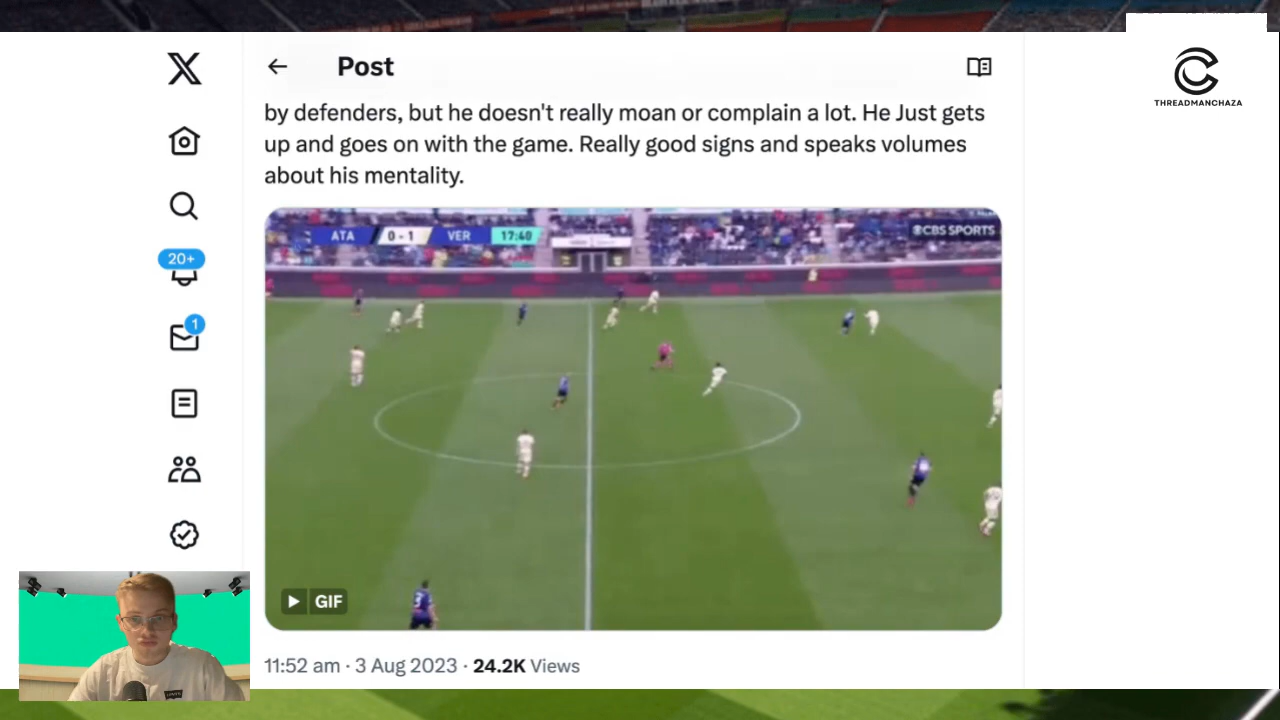 Post
THREADMANCHAZA
by defenders, but he doesn't really moan or complain a lot. He Just gets
up and goes on with the game. Really good signs and speaks volumes
about his mentality.
ATA 0 - 1 VER 17:40
CBS SPORTS
20+
1
3
GIF
11:52 am · 3 Aug 2023 · 24.2K Views